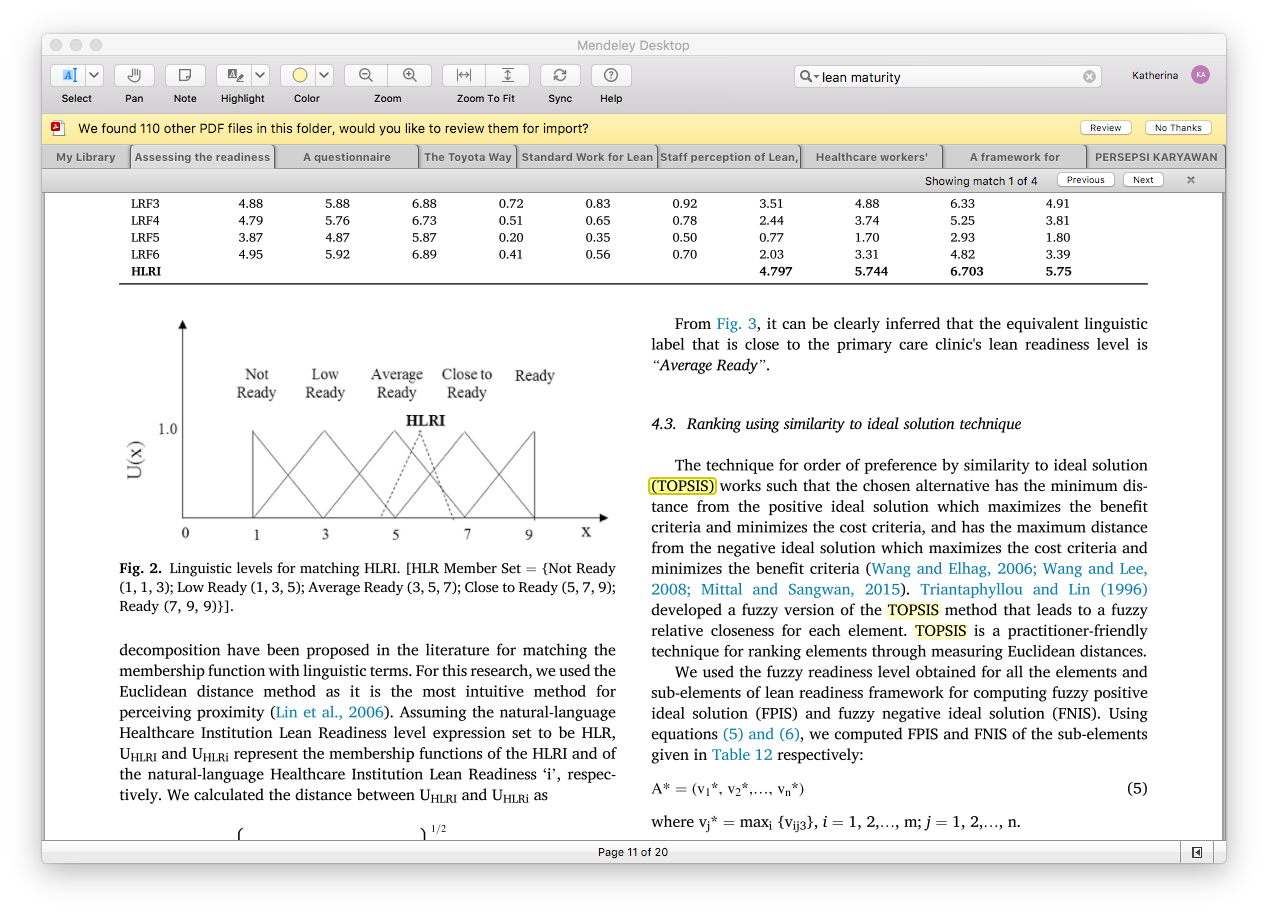 Mendeley Desktop
lean maturity
Katherina
KA
Select
Pan
Note
Highlight
Color
Zoom
Zoom To Fit
Sync
Help
We found 110 other PDF files in this folder, would you like to review them for import?
Review
No Thanks
My Library
Assessing the readiness
A questionnaire
The Toyota Way
Standard Work for Lean
Staff perception of Lean,
Healthcare workers'
A framework for
PERSEPSI KARYAWAN
Showing match 1 of 4
Previous
Next
LRF3 4.88 5.88 6.88 0.72 0.83 0.92 3.51 4.88 6.33 4.91
LRF4 4.79 5.76 6.73 0.51 0.65 0.78 2.44 3.74 5.25 3.81
LRF5 3.87 4.87 5.87 0.20 0.35 0.50 0.77 1.70 2.93 1.80
LRF6 4.95 5.92 6.89 0.41 0.56 0.70 2.03 3.31 4.82 3.39
HLRI 4.797 5.744 6.703 5.75
Not Ready
Low Ready
Average Ready
Close to Ready
Ready
HLRI
1.0
U(x)
0 1 3 5 7 9 X
Fig. 2. Linguistic levels for matching HLRI. [HLR Member Set = {Not Ready
(1, 1, 3); Low Ready (1, 3, 5); Average Ready (3, 5, 7); Close to Ready (5, 7, 9);
Ready (7, 9, 9)}].
decomposition have been proposed in the literature for matching the
membership function with linguistic terms. For this research, we used the
Euclidean distance method as it is the most intuitive method for
perceiving proximity (Lin et al., 2006). Assuming the natural-language
Healthcare Institution Lean Readiness level expression set to be HLR,
U_HLRI and U_HLRi represent the membership functions of the HLRI and of
the natural-language Healthcare Institution Lean Readiness ‘i’, respec-
tively. We calculated the distance between U_HLRI and U_HLRi as
1/2
From Fig. 3, it can be clearly inferred that the equivalent linguistic
label that is close to the primary care clinic's lean readiness level is
“Average Ready”.
4.3. Ranking using similarity to ideal solution technique
The technique for order of preference by similarity to ideal solution
(TOPSIS) works such that the chosen alternative has the minimum dis-
tance from the positive ideal solution which maximizes the benefit
criteria and minimizes the cost criteria, and has the maximum distance
from the negative ideal solution which maximizes the cost criteria and
minimizes the benefit criteria (Wang and Elhag, 2006; Wang and Lee,
2008; Mittal and Sangwan, 2015). Triantaphyllou and Lin (1996)
developed a fuzzy version of the TOPSIS method that leads to a fuzzy
relative closeness for each element. TOPSIS is a practitioner-friendly
technique for ranking elements through measuring Euclidean distances.
We used the fuzzy readiness level obtained for all the elements and
sub-elements of lean readiness framework for computing fuzzy positive
ideal solution (FPIS) and fuzzy negative ideal solution (FNIS). Using
equations (5) and (6), we computed FPIS and FNIS of the sub-elements
given in Table 12 respectively:
A* = (v₁*, v₂*,…, vₙ*) (5)
where vⱼ* = maxᵢ {vᵢⱼ₃}, i = 1, 2,…, m; j = 1, 2,…, n.
Page 11 of 20